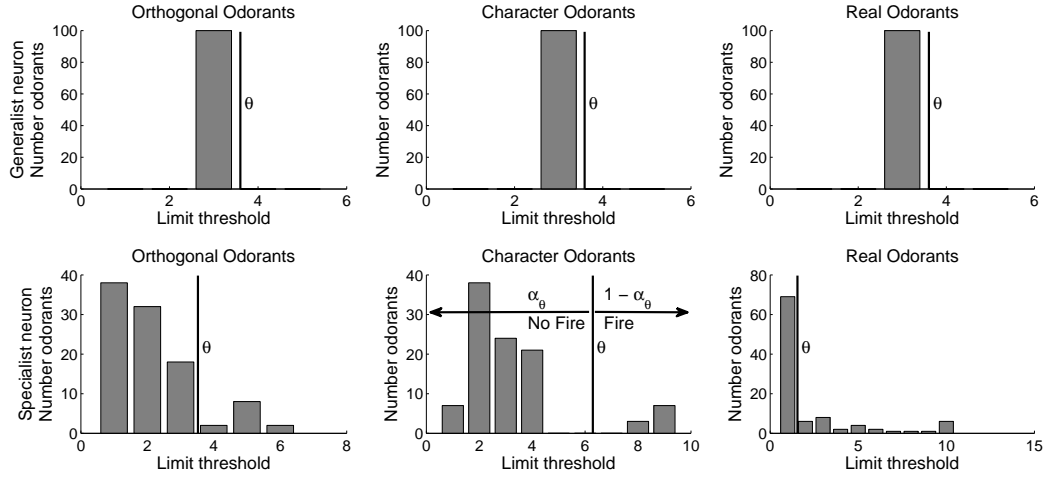 Orthogonal Odorants
Character Odorants
Real Odorants
Generalist neuron
Number odorants
100
80
60
40
20
0
θ
0 2 4 6
Limit threshold
Number odorants
100
80
60
40
20
0
θ
0 2 4 6
Limit threshold
Number odorants
100
80
60
40
20
0
θ
0 2 4 6
Limit threshold
Orthogonal Odorants
Character Odorants
Real Odorants
Specialist neuron
Number odorants
40
30
20
10
0
θ
0 2 4 6 8
Limit threshold
Number odorants
40
30
20
10
0
αθ
1 − αθ
No Fire
Fire
θ
0 2 4 6 8 10
Limit threshold
Number odorants
80
60
40
20
0
θ
0 5 10 15
Limit threshold